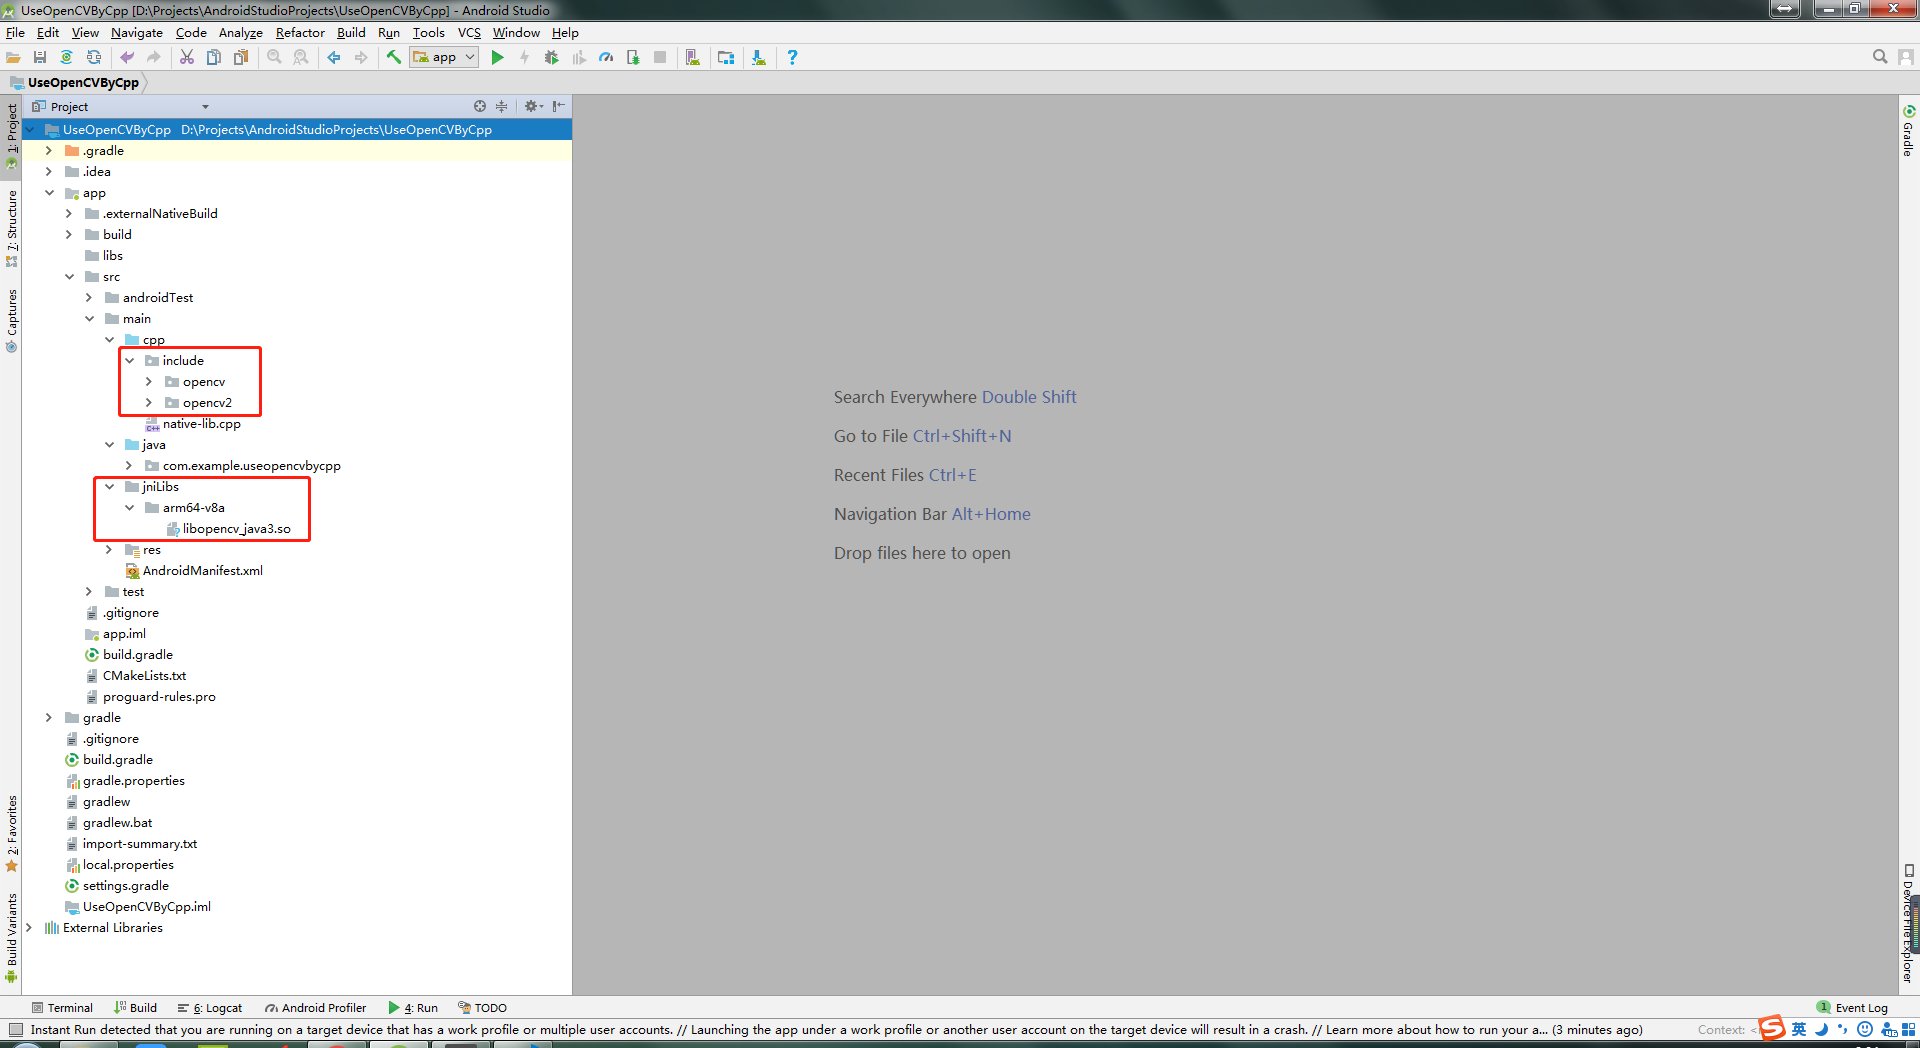 UseOpenCVByCpp [D:\Projects\AndroidStudioProjects\UseOpenCVByCpp] - Android Studio
File Edit View Navigate Code Analyze Refactor Build Run Tools VCS Window Help
app
UseOpenCVByCpp
Project
1: Project
7: Structure
Captures
2: Favorites
Build Variants
UseOpenCVByCpp D:\Projects\AndroidStudioProjects\UseOpenCVByCpp
.gradle
.idea
app
.externalNativeBuild
build
libs
src
androidTest
main
cpp
include
opencv
opencv2
native-lib.cpp
java
com.example.useopencvbycpp
jniLibs
arm64-v8a
libopencv_java3.so
res
AndroidManifest.xml
test
.gitignore
app.iml
build.gradle
CMakeLists.txt
proguard-rules.pro
gradle
.gitignore
build.gradle
gradle.properties
gradlew
gradlew.bat
import-summary.txt
local.properties
settings.gradle
UseOpenCVByCpp.iml
External Libraries
Search Everywhere Double Shift
Go to File Ctrl+Shift+N
Recent Files Ctrl+E
Navigation Bar Alt+Home
Drop files here to open
Gradle
Device File Explorer
Terminal Build 6: Logcat Android Profiler 4: Run TODO
1 Event Log
Instant Run detected that you are running on a target device that has a work profile or multiple user accounts. // Launching the app under a work profile or another user account on the target device will result in a crash. // Learn more about how to run your a... (3 minutes ago)
Context:
英